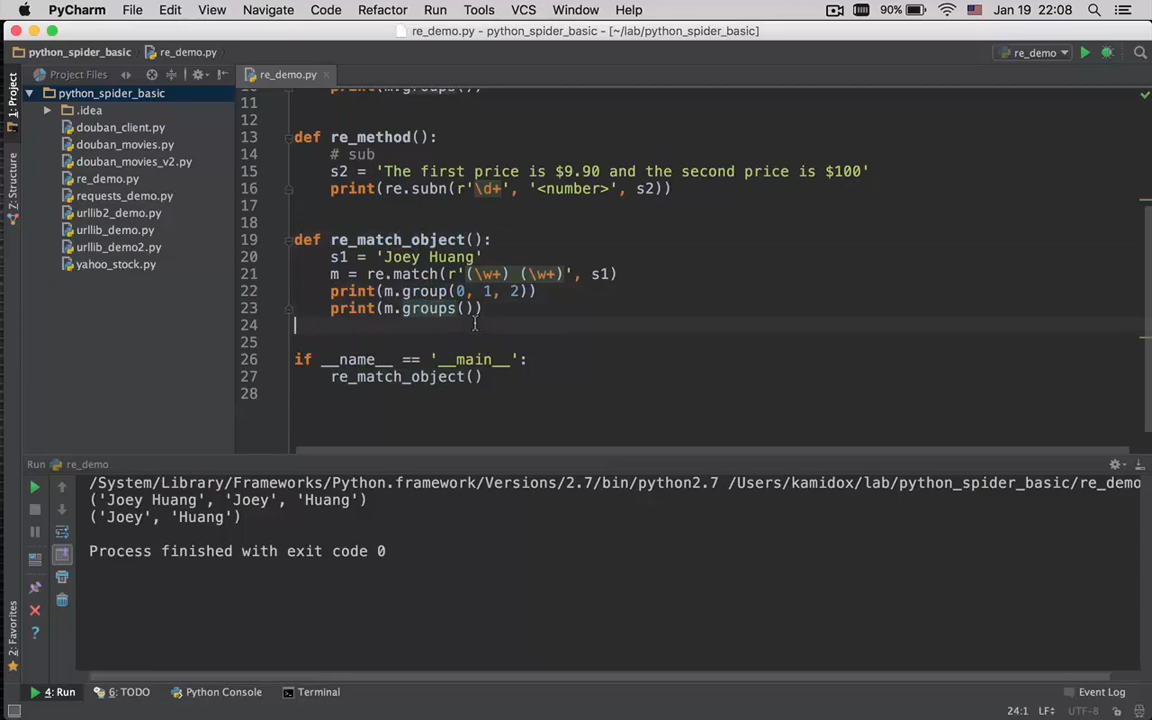 PyCharm File Edit View Navigate Code Refactor Run Tools VCS Window Help 90% Jan 19 22:08
re_demo.py - python_spider_basic - [~/lab/python_spider_basic]
python_spider_basic re_demo.py re_demo
Project Files re_demo.py
1: Project
Z: Structure
2: Favorites
python_spider_basic
.idea
douban_client.py
douban_movies.py
douban_movies_v2.py
re_demo.py
requests_demo.py
urllib2_demo.py
urllib_demo.py
urllib_demo2.py
yahoo_stock.py
print(m.groups())
11
12
13 def re_method():
14 # sub
15 s2 = 'The first price is $9.90 and the second price is $100'
16 print(re.subn(r'\d+', '<number>', s2))
17
18
19 def re_match_object():
20 s1 = 'Joey Huang'
21 m = re.match(r'(\w+) (\w+)', s1)
22 print(m.group(0, 1, 2))
23 print(m.groups())
24
25
26 if __name__ == '__main__':
27 re_match_object()
28
Run re_demo
/System/Library/Frameworks/Python.framework/Versions/2.7/bin/python2.7 /Users/kamidox/lab/python_spider_basic/re_demo
('Joey Huang', 'Joey', 'Huang')
('Joey', 'Huang')
Process finished with exit code 0
4: Run 6: TODO Python Console Terminal Event Log
24:1 LF UTF-8